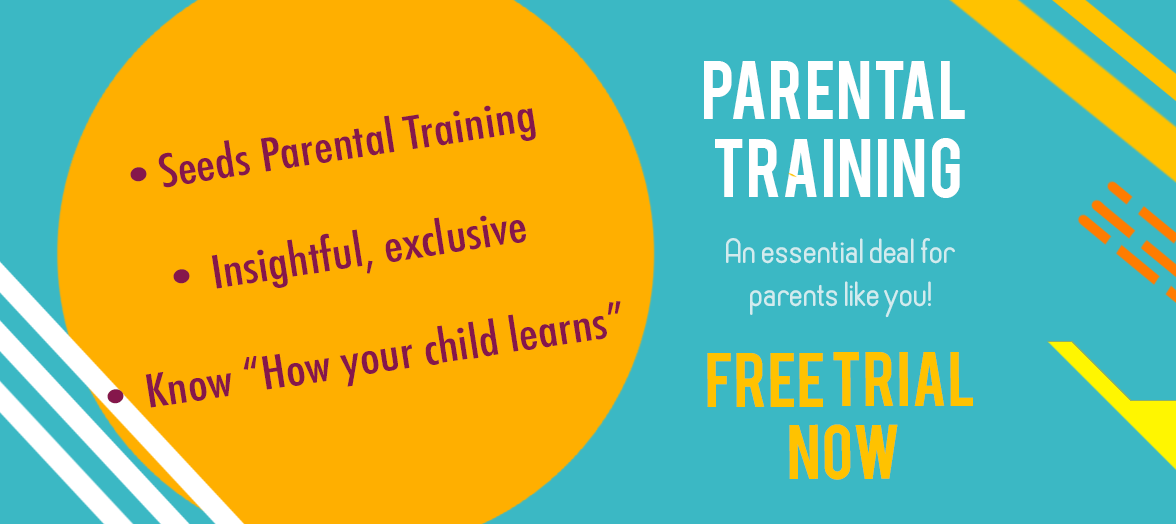 • Seeds Parental Training
• Insightful, exclusive
• Know “How your child learns”
PARENTAL
TRAINING
An essential deal for
parents like you!
FREE TRIAL
NOW